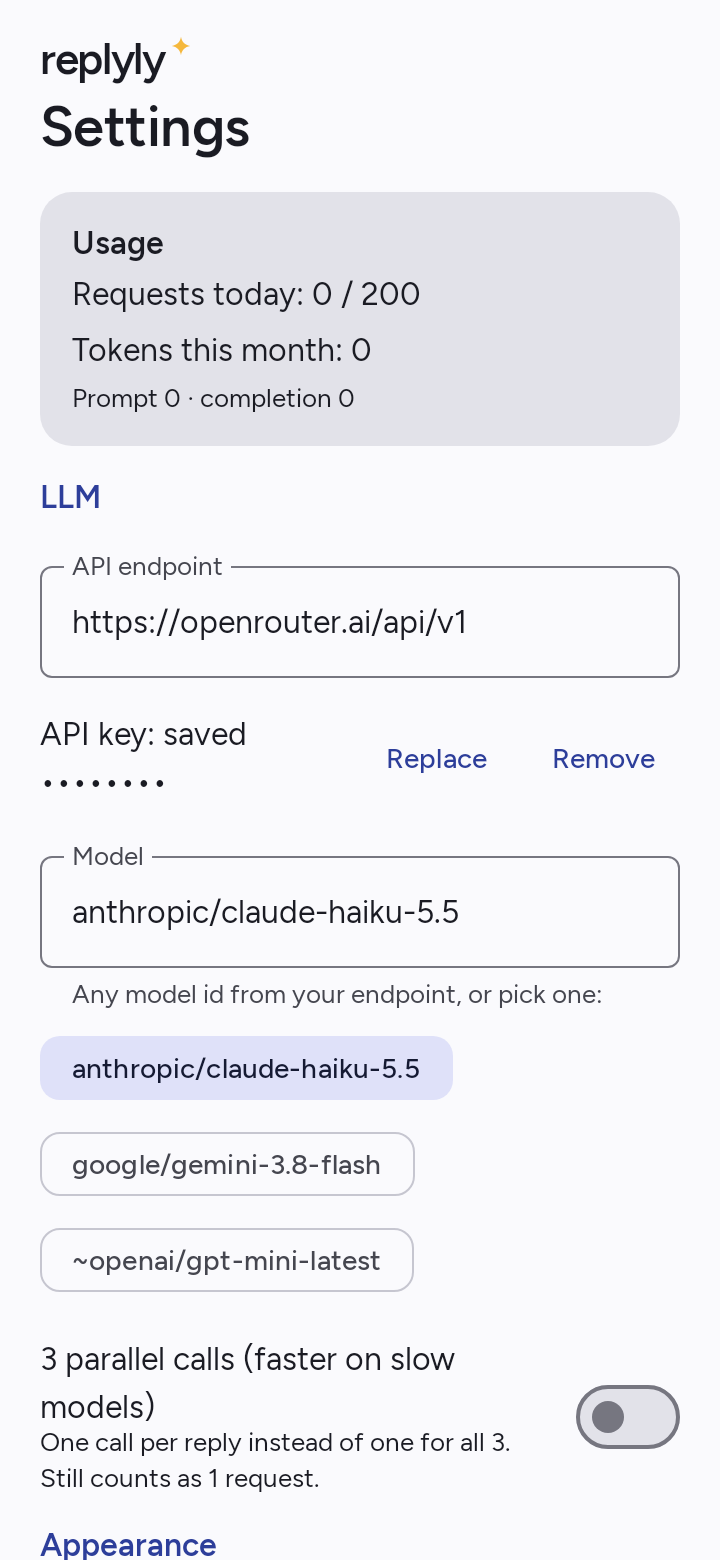 replyly
Settings
Usage
Requests today: 0 / 200
Tokens this month: 0
Prompt 0 · completion 0
LLM
API endpoint
https://openrouter.ai/api/v1
API key: saved
••••••••
Replace
Remove
Model
anthropic/claude-haiku-5.5
Any model id from your endpoint, or pick one:
anthropic/claude-haiku-5.5
google/gemini-3.8-flash
~openai/gpt-mini-latest
3 parallel calls (faster on slow
models)
One call per reply instead of one for all 3.
Still counts as 1 request.
Appearance